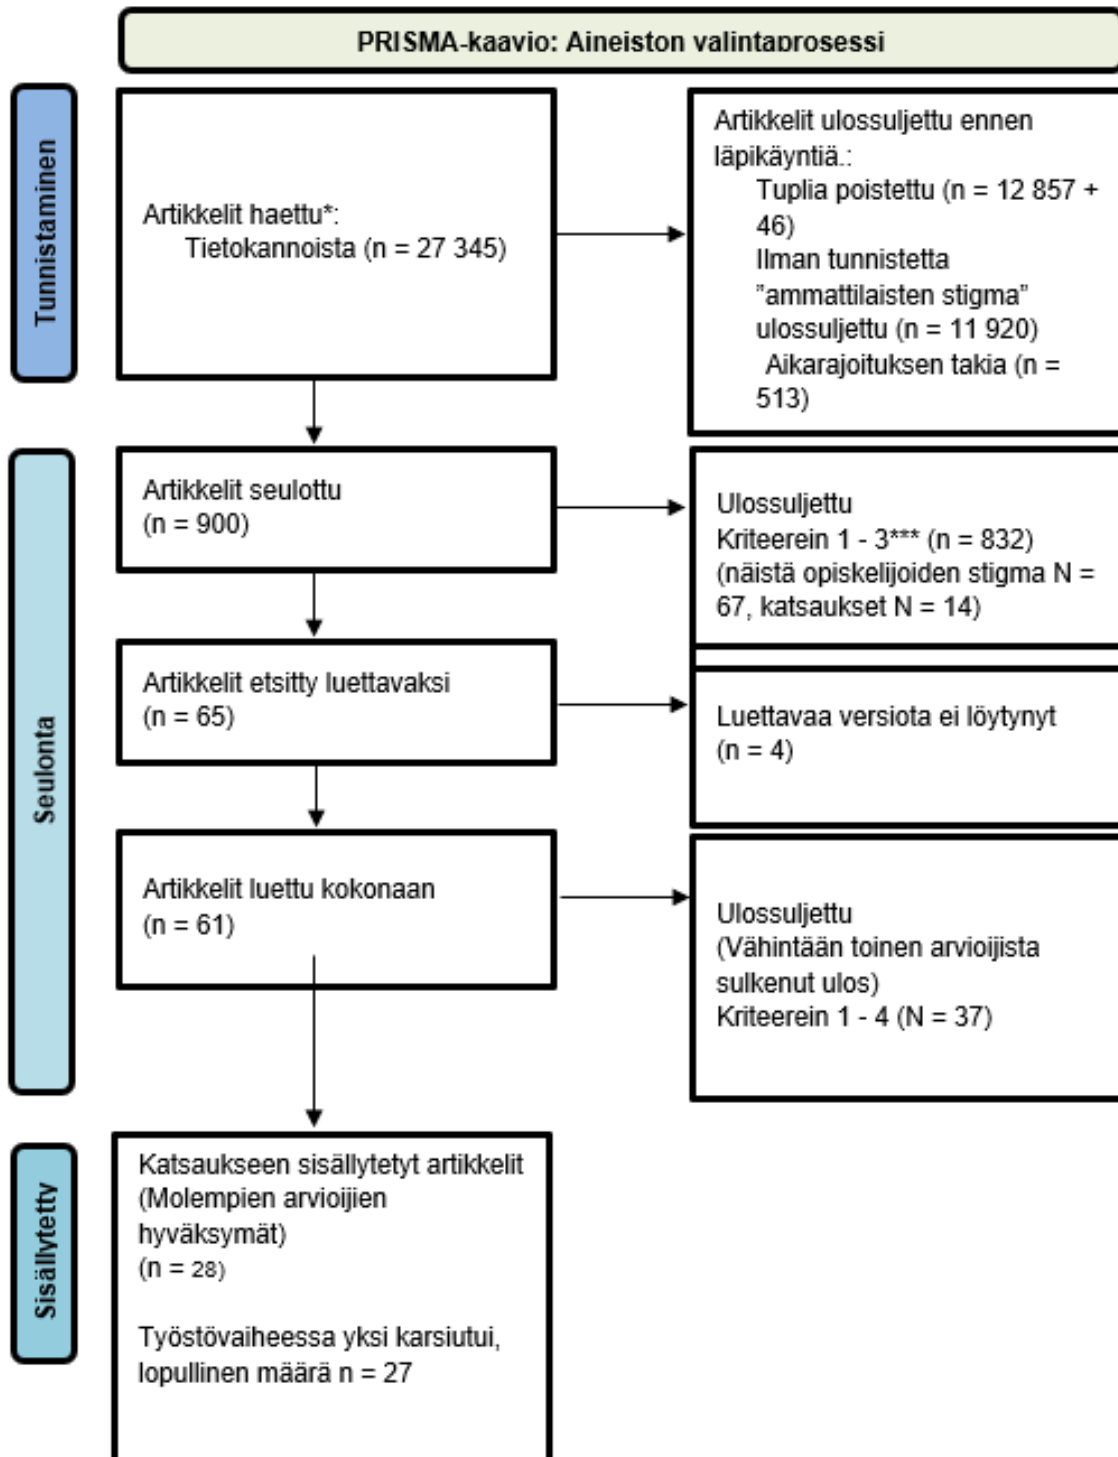 PRISMA-kaavio: Aineiston valintaprosessi
Tunnistaminen
Artikkelit haettu*:
Tietokannoista (n = 27 345)
Artikkelit ulossuljettu ennen
läpikäyntiä.:
Tuplia poistettu (n = 12 857 +
46)
Ilman tunnistetta
"ammattilaisten stigma”
ulossuljettu (n = 11 920)
Aikarajoituksen takia (n =
513)
Seulonta
Artikkelit seulottu
(n = 900)
Ulossuljettu
Kriteerein 1 - 3*** (n = 832)
(näistä opiskelijoiden stigma N =
67, katsaukset N = 14)
Artikkelit etsitty luettavaksi
(n = 65)
Luettavaa versiota ei löytynyt
(n = 4)
Artikkelit luettu kokonaan
(n = 61)
Ulossuljettu
(Vähintään toinen arvioijista
sulkenut ulos)
Kriteerein 1 - 4 (N = 37)
Sisällytetty
Katsaukseen sisällytetyt artikkelit
(Molempien arvioijien
hyväksymät)
(n = 28)
Työstövaiheessa yksi karsiutui,
lopullinen määrä n = 27